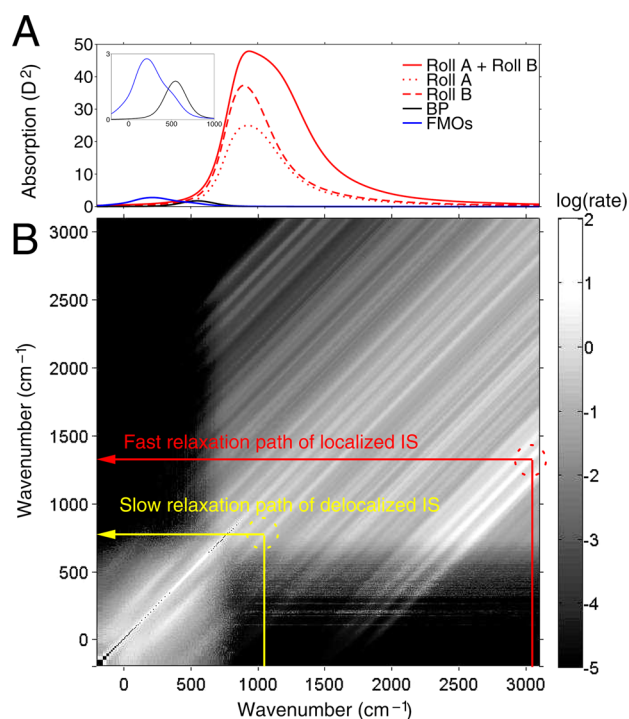 A
Absorption (D²)
50
40
30
20
10
0
3
0
0
500
1000
Roll A + Roll B
Roll A
Roll B
BP
FMOs
B
log(rate)
Wavenumber (cm⁻¹)
3000
2500
2000
1500
1000
500
0
Fast relaxation path of localized IS
Slow relaxation path of delocalized IS
2
1
0
-1
-2
-3
-4
-5
0
500
1000
1500
2000
2500
3000
Wavenumber (cm⁻¹)